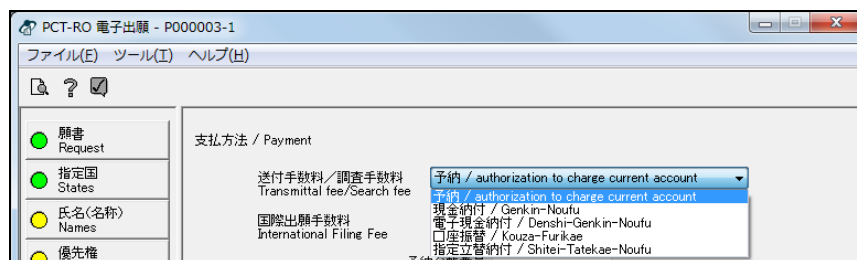 PCT-RO 電子出願 - P000003-1
ファイル(F) ツール(T) ヘルプ(H)
願書
Request
指定国
States
氏名(名称)
Names
優先権
支払方法 / Payment
送付手数料／調査手数料
Transmittal fee/Search fee
予納 / authorization to charge current account
予納 / authorization to charge current account
現金納付 / Genkin-Noufu
電子現金納付 / Denshi-Genkin-Noufu
口座振替 / Kouza-Furikae
指定立替納付 / Shitei-Tatekae-Noufu
国際出願手数料
International Filing Fee